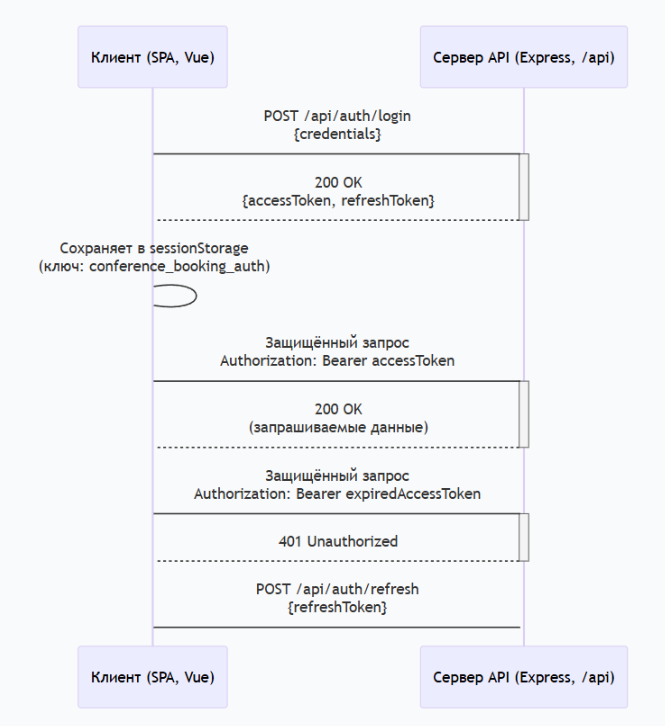 Клиент (SPA, Vue)
Сервер API (Express, /api)
POST /api/auth/login
{credentials}
200 OK
{accessToken, refreshToken}
Сохраняет в sessionStorage
(ключ: conference_booking_auth)
Защищённый запрос
Authorization: Bearer accessToken
200 OK
(запрашиваемые данные)
Защищённый запрос
Authorization: Bearer expiredAccessToken
401 Unauthorized
POST /api/auth/refresh
{refreshToken}
Клиент (SPA, Vue)
Сервер API (Express, /api)